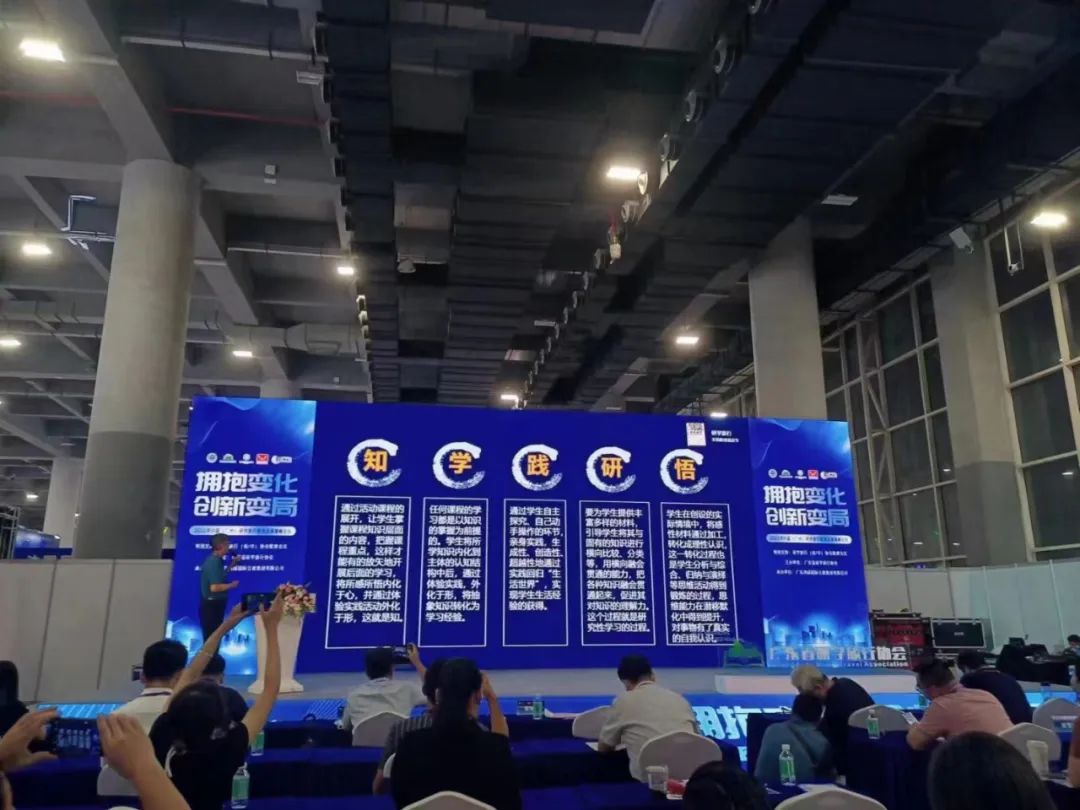 拥抱变化
创新变局
研学旅行
知
学
践
研
悟
通过活动课程的
展开，让学生掌
握课程知识层面
的内容，把握课
程重点，这样才
能有的放矢地开
展后面的学习，
将所感所悟内化
于心，并通过体
验实践活动外化
于形，这就是知。
任何课程的学
习都是以知识
的掌握为前提
的。学生将所
学知识内化到
主体的认知结
构中后，通过
体验实践，外
化于形，将抽
象知识转化为
学习经验。
通过学生自主
探究、自己动
手操作的环节，
亲身实践，生
成性、创造性、
超越性地通过
实践回归“生
活世界”，实
现学生生活经
验的获得。
要为学生提供丰
富多样的材料，
引导学生将其与
固有的知识进行
横向比较、分类
等，用横向融会
贯通的能力，把
各种知识融会贯
通起来，促进其
对知识的理解力。
这个过程就是研
究性学习的过程。
学生在创设的实
际情境中，将感
性材料通过加工，
转化成理性认识，
这一转化过程也
是学生分析与综
合、归纳与演绎
等思维活动得到
锻炼的过程，思
维能力在潜移默
化中得到提升，
对事物有了真实
的自我认识。
拥抱变化
创新变局
广东省研学旅行协会
Travel Association
拥抱